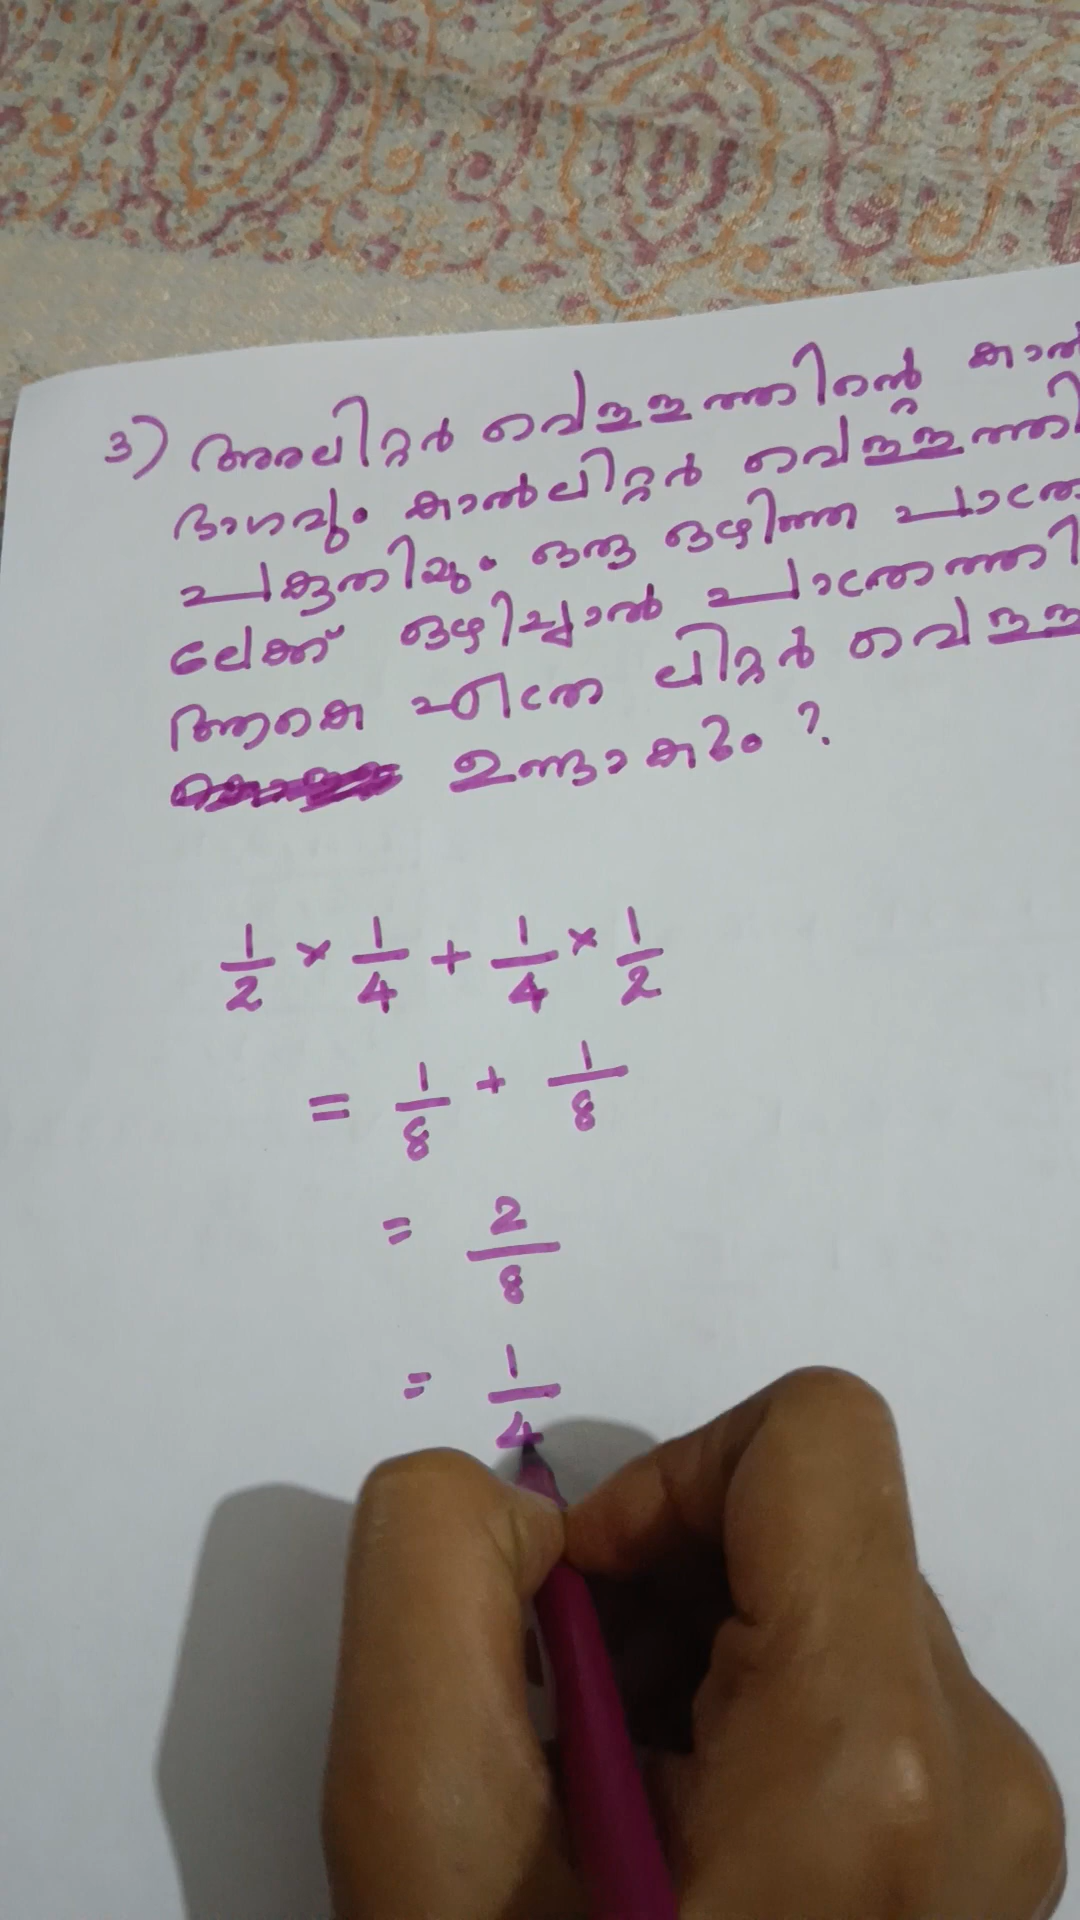 3) അരലിറ്റർ വെള്ളത്തിന്റെ കാൽ
ഭാഗവും കാൽലിറ്റർ വെള്ളത്തി
പകുതിയും ഒരു ഒഴിഞ്ഞ പാത്ര
ലേക്ക് ഒഴിച്ചാൽ പാത്രത്തി
ആകെ എത്ര ലിറ്റർ വെള്ള
ഉണ്ടാകും ?
1/2 × 1/4 + 1/4 × 1/2
= 1/8 + 1/8
= 2/8
= 1/4